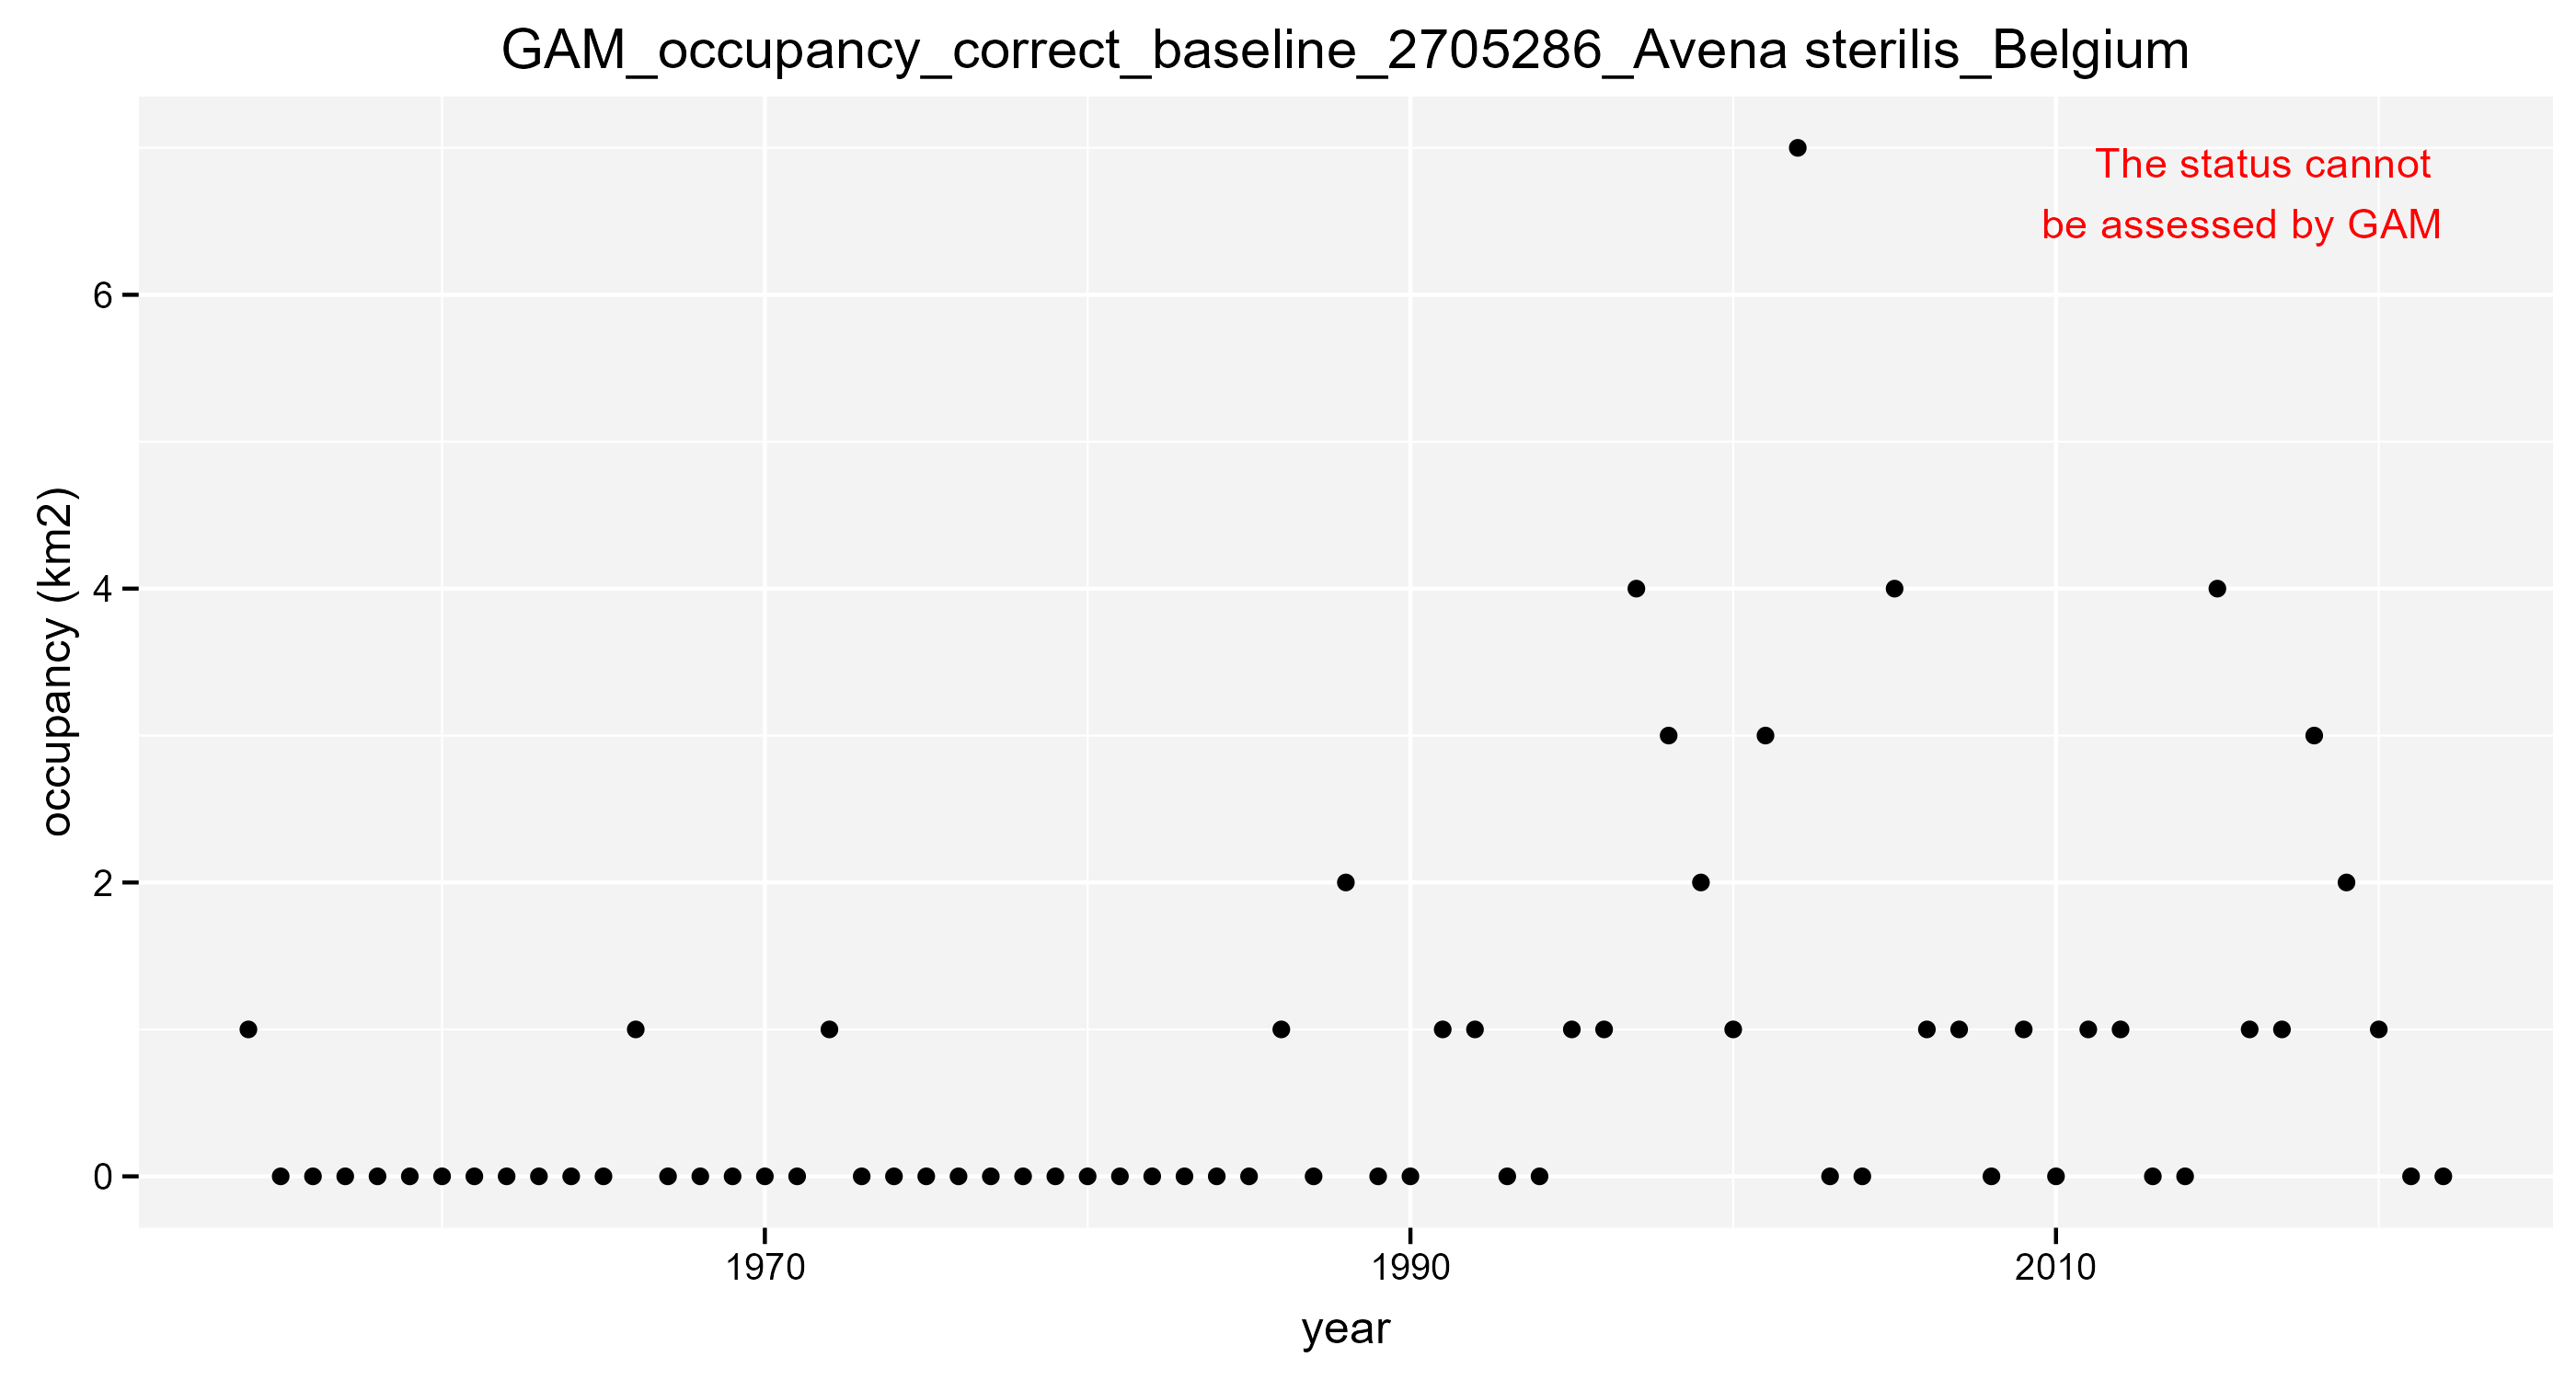 GAM_occupancy_correct_baseline_2705286_Avena sterilis_Belgium
The status cannot
be assessed by GAM
occupancy (km2)
6
4
2
0
1970 1990 2010
year